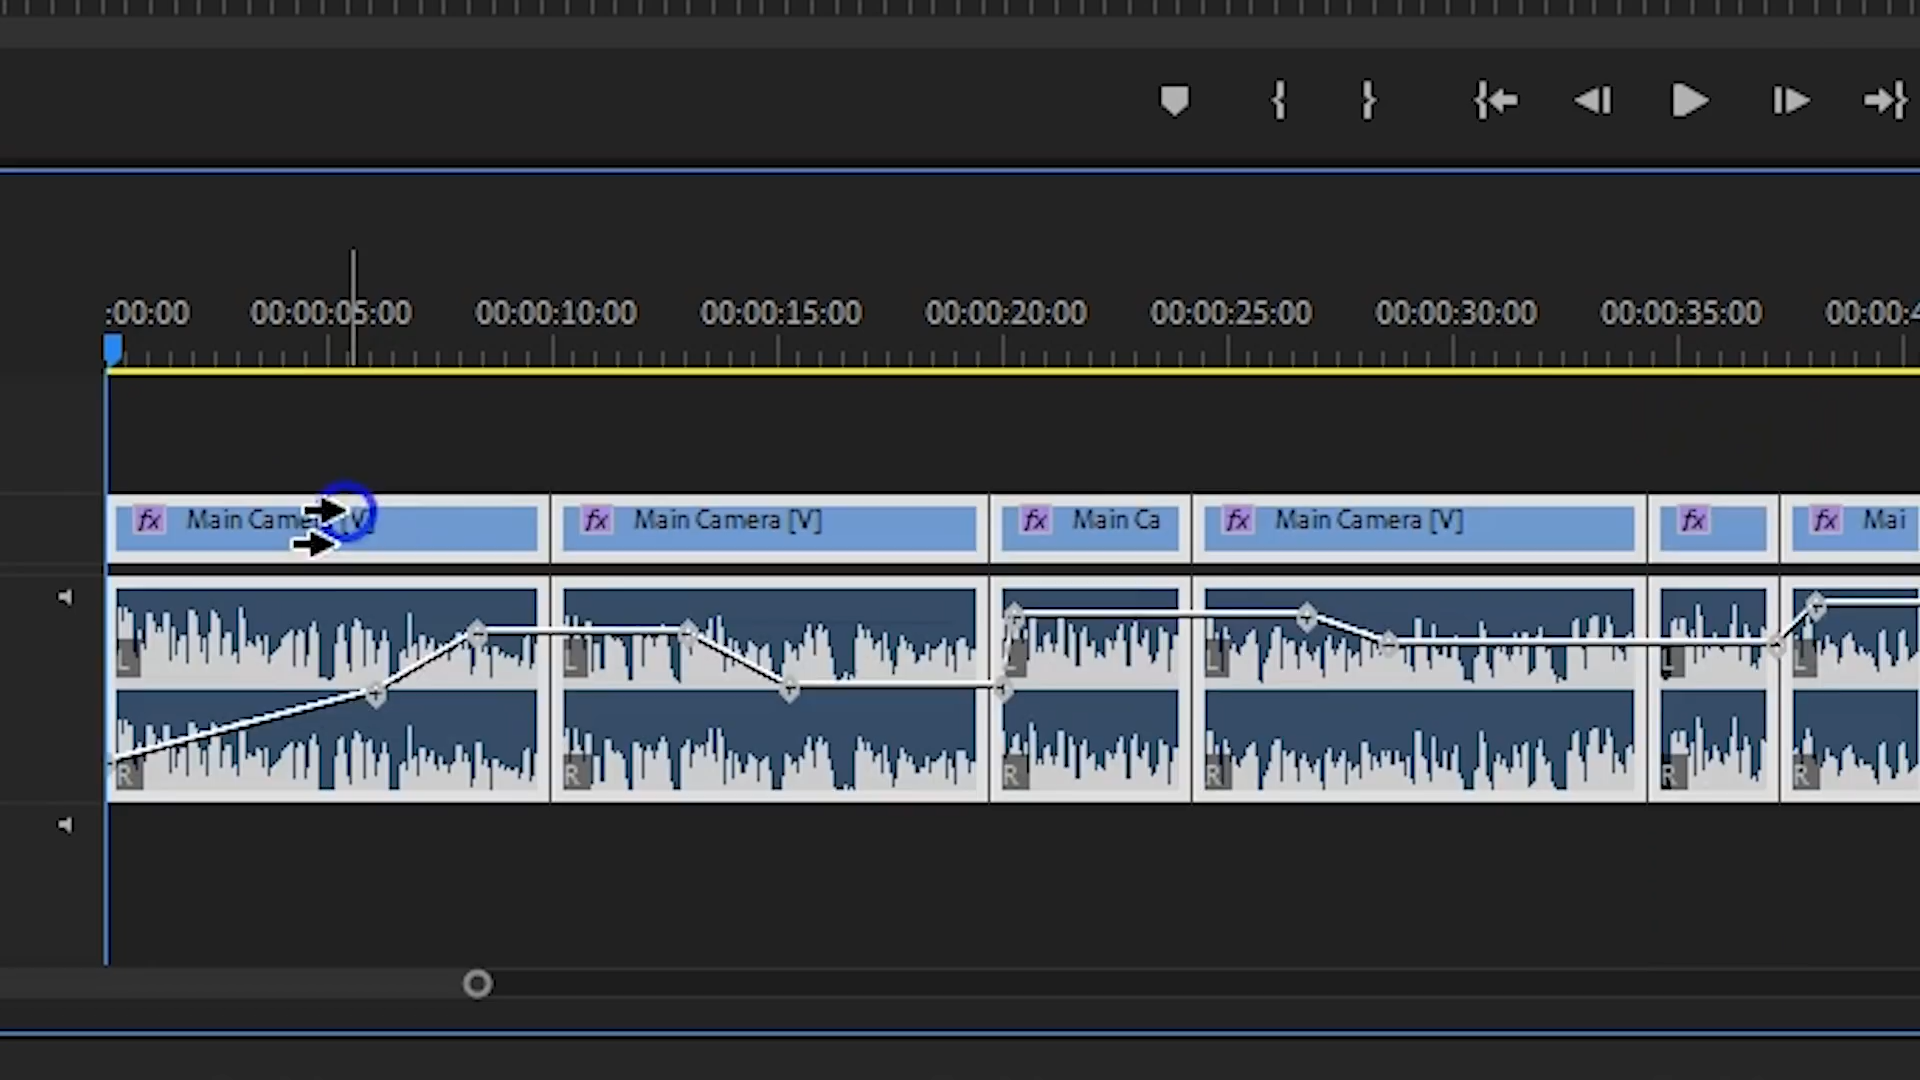 :00:00 00:00:05:00 00:00:10:00 00:00:15:00 00:00:20:00 00:00:25:00 00:00:30:00 00:00:35:00 00:00:4
fx Main Came [V] fx Main Camera [V] fx Main Ca fx Main Camera [V] fx fx Mai
L L L L L L
R R R R R R